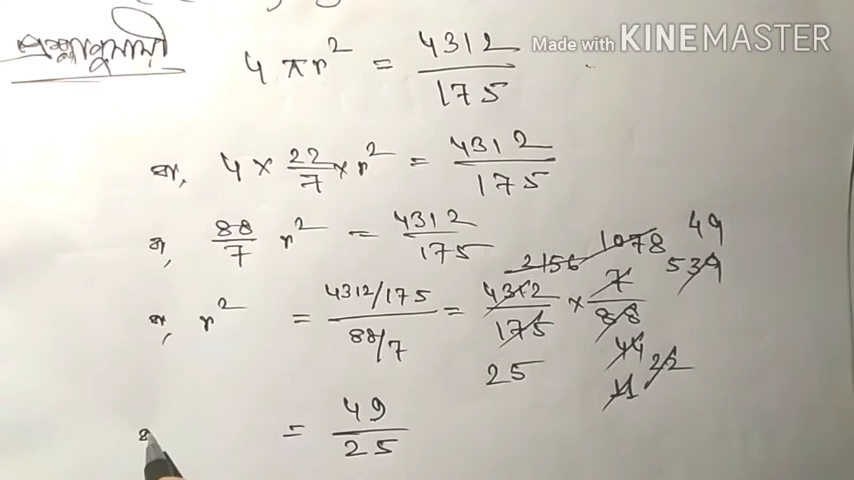 Made with KINEMASTER
প্রশ্নানুসারে 4πr² = 4312/175
বা, 4 × 22/7 × r² = 4312/175
বা, 88/7 r² = 4312/175
বা, r² = 4312/175 / 88/7 = 4312/175 × 7/88
2156 1078 539 49
25 44 22 11
= 49/25